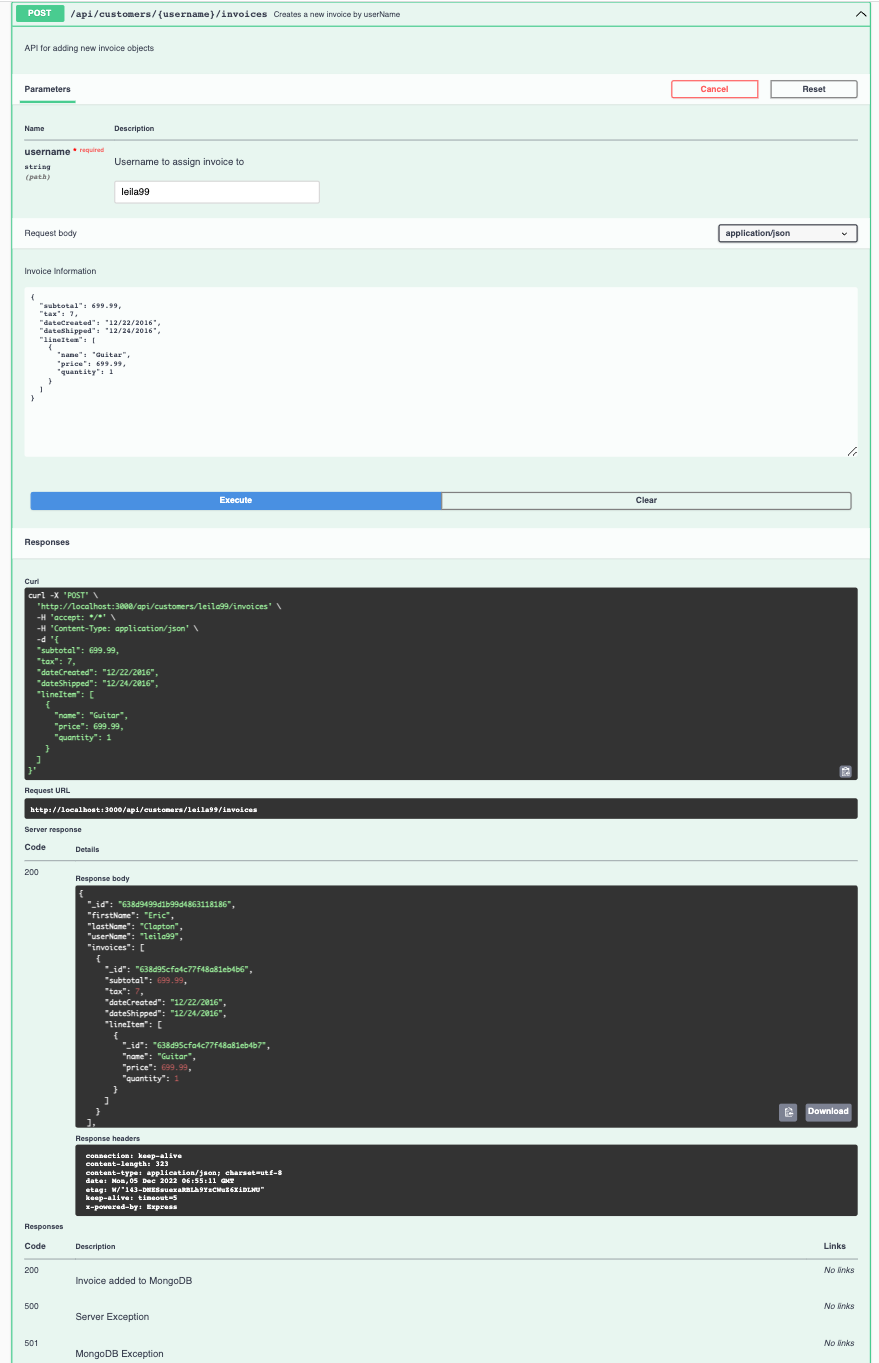 POST /api/customers/{username}/invoices Creates a new invoice by userName
API for adding new invoice objects
Parameters Cancel Reset
Name Description
username * required
string
(path)
Username to assign invoice to
leila99
Request body application/json
Invoice Information
{
"subtotal": 699.99,
"tax": 7,
"dateCreated": "12/22/2016",
"dateShipped": "12/24/2016",
"lineItem": [
{
"name": "Guitar",
"price": 699.99,
"quantity": 1
}
]
}
Execute Clear
Responses
Curl
curl -X 'POST' \
'http://localhost:3000/api/customers/leila99/invoices' \
-H 'accept: */*' \
-H 'Content-Type: application/json' \
-d '{
"subtotal": 699.99,
"tax": 7,
"dateCreated": "12/22/2016",
"dateShipped": "12/24/2016",
"lineItem": [
{
"name": "Guitar",
"price": 699.99,
"quantity": 1
}
]
}'
Request URL
http://localhost:3000/api/customers/leila99/invoices
Server response
Code Details
200
Response body
{
"_id": "638d9499d1b99d4863118186",
"firstName": "Eric",
"lastName": "Clapton",
"userName": "leila99",
"invoices": [
{
"_id": "638d95cfa4c77f48a81eb4b6",
"subtotal": 699.99,
"tax": 7,
"dateCreated": "12/22/2016",
"dateShipped": "12/24/2016",
"lineItem": [
{
"_id": "638d95cfa4c77f48a81eb4b7",
"name": "Guitar",
"price": 699.99,
"quantity": 1
}
]
}
],
Download
Response headers
connection: keep-alive
content-length: 323
content-type: application/json; charset=utf-8
date: Mon,05 Dec 2022 06:55:11 GMT
etag:
keep-alive: timeout=5
x-powered-by: Express
Responses
Code Description Links
200 Invoice added to MongoDB No links
500 Server Exception No links
501 MongoDB Exception No links